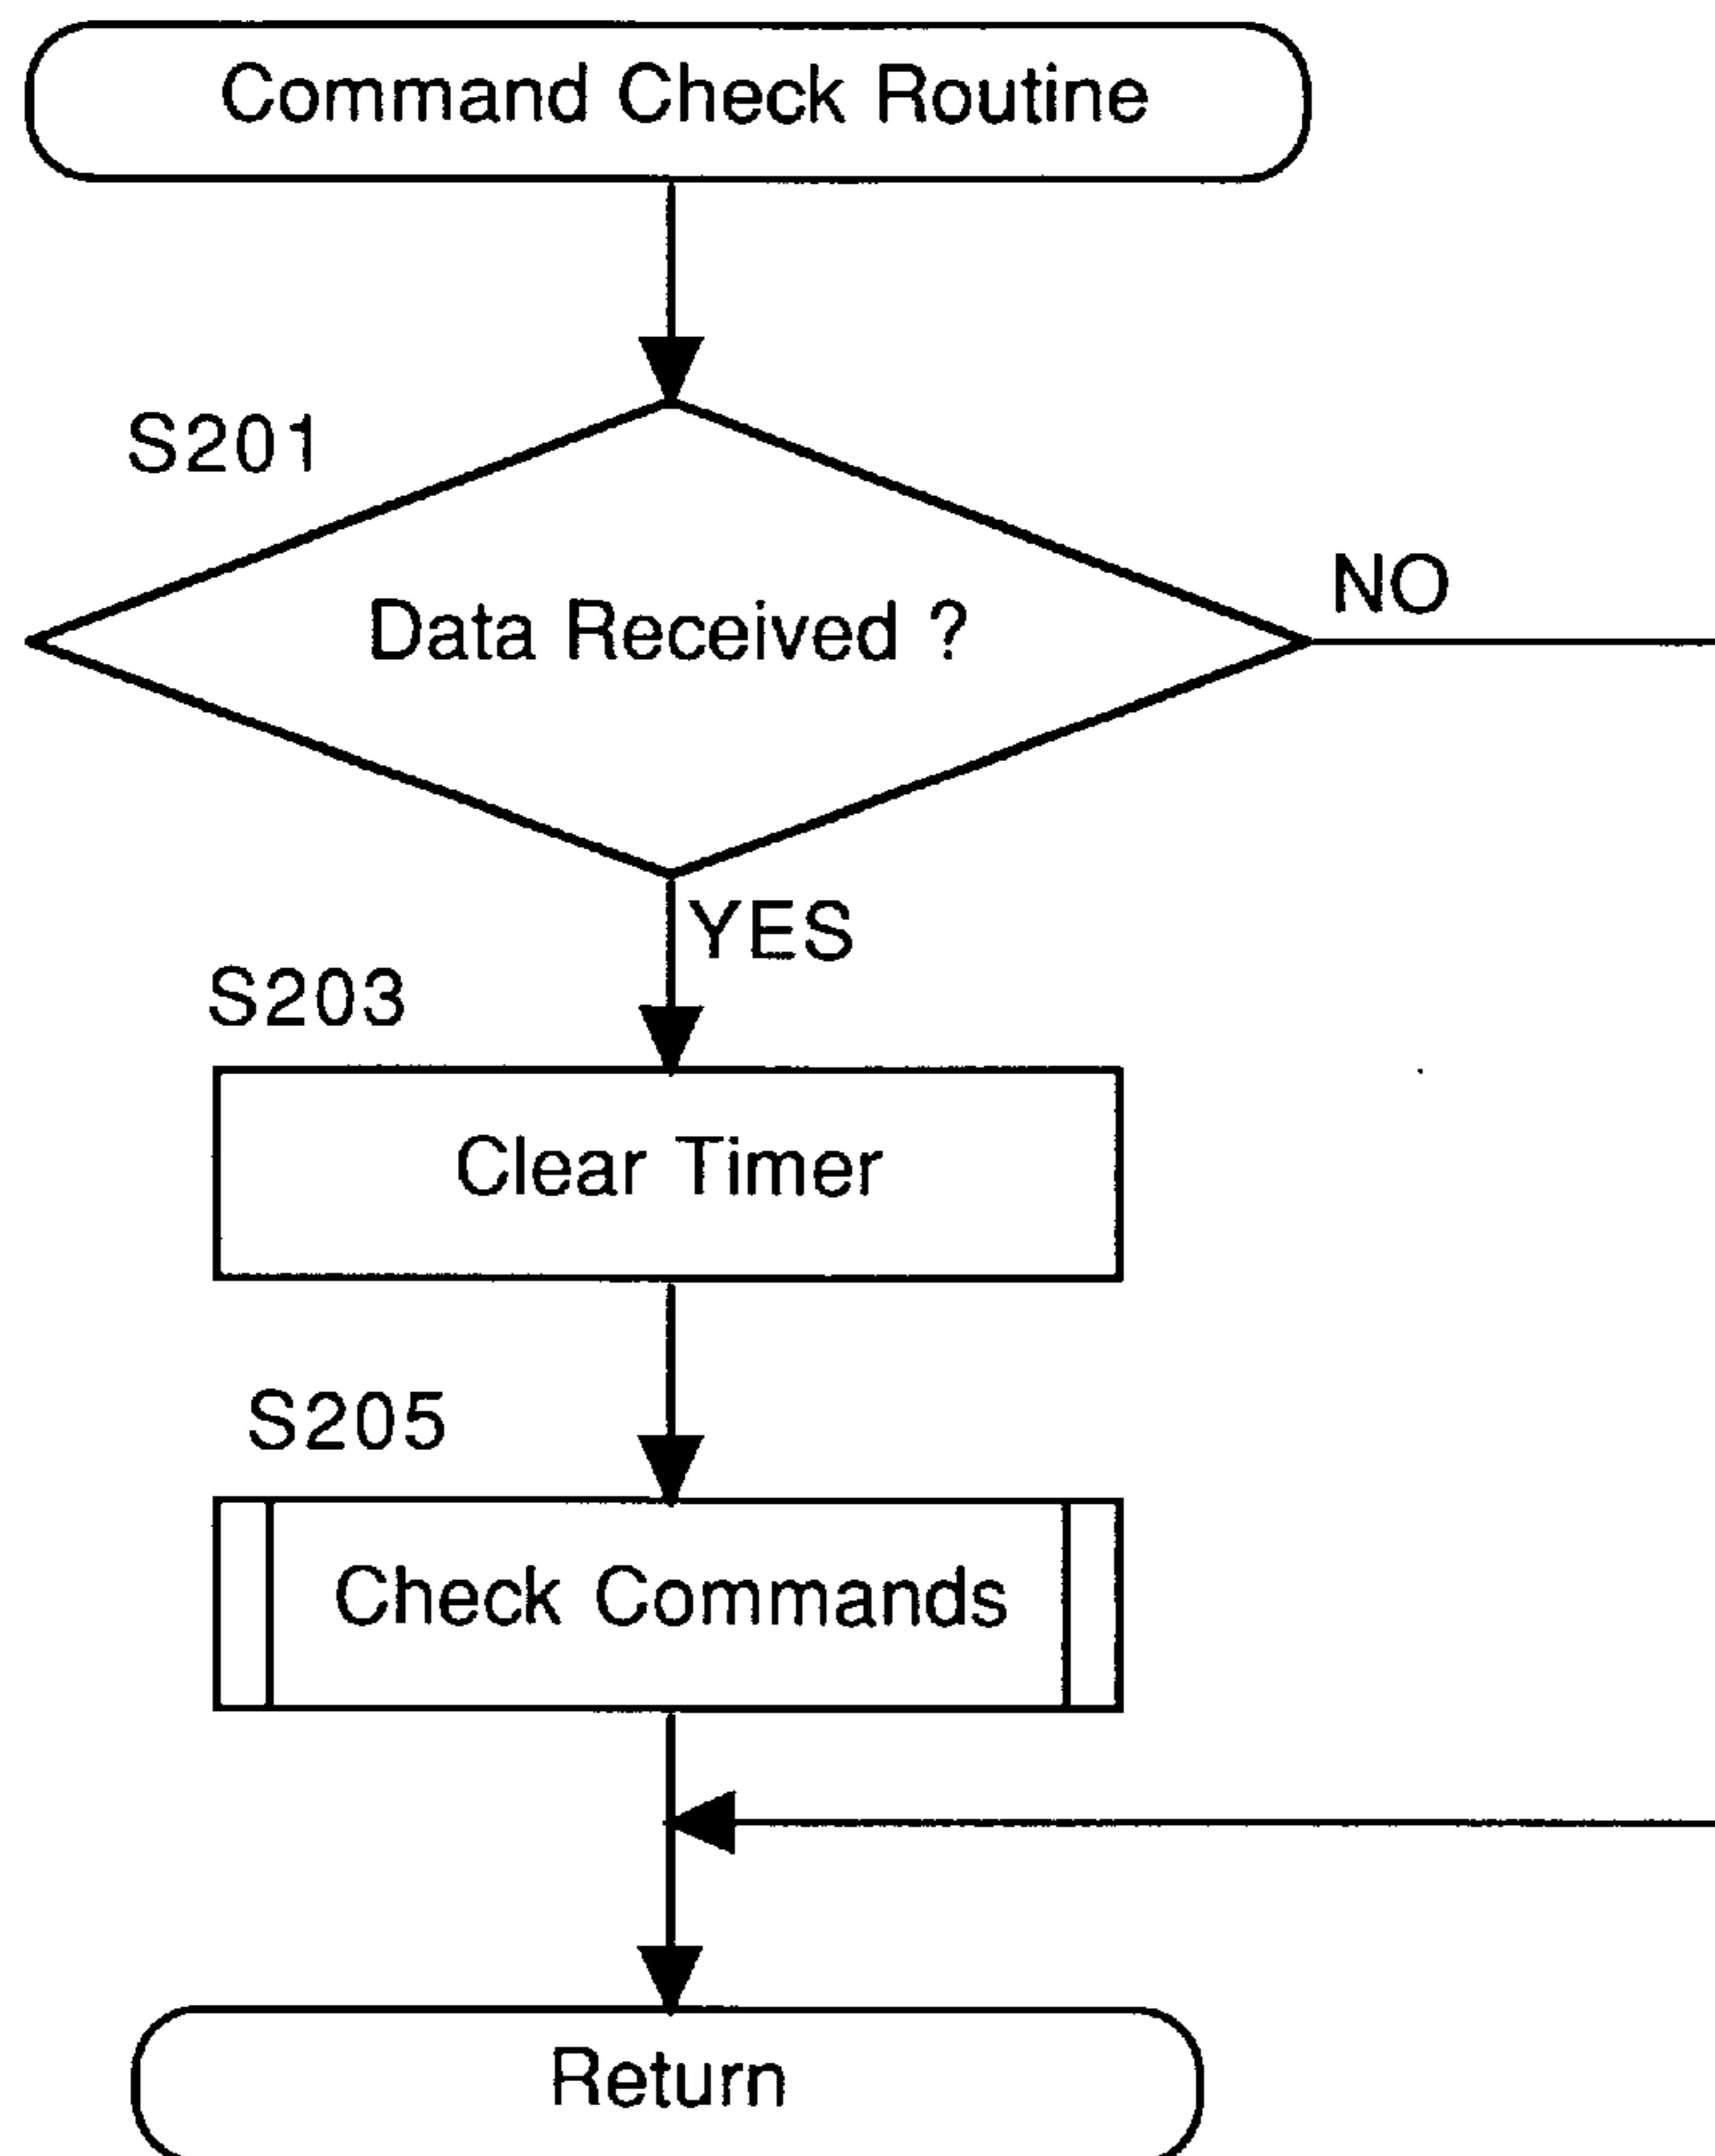 Command Check Routine
S201
NO
Data Received ?
YES
S203
Clear Timer
S205
Check Commands
Return